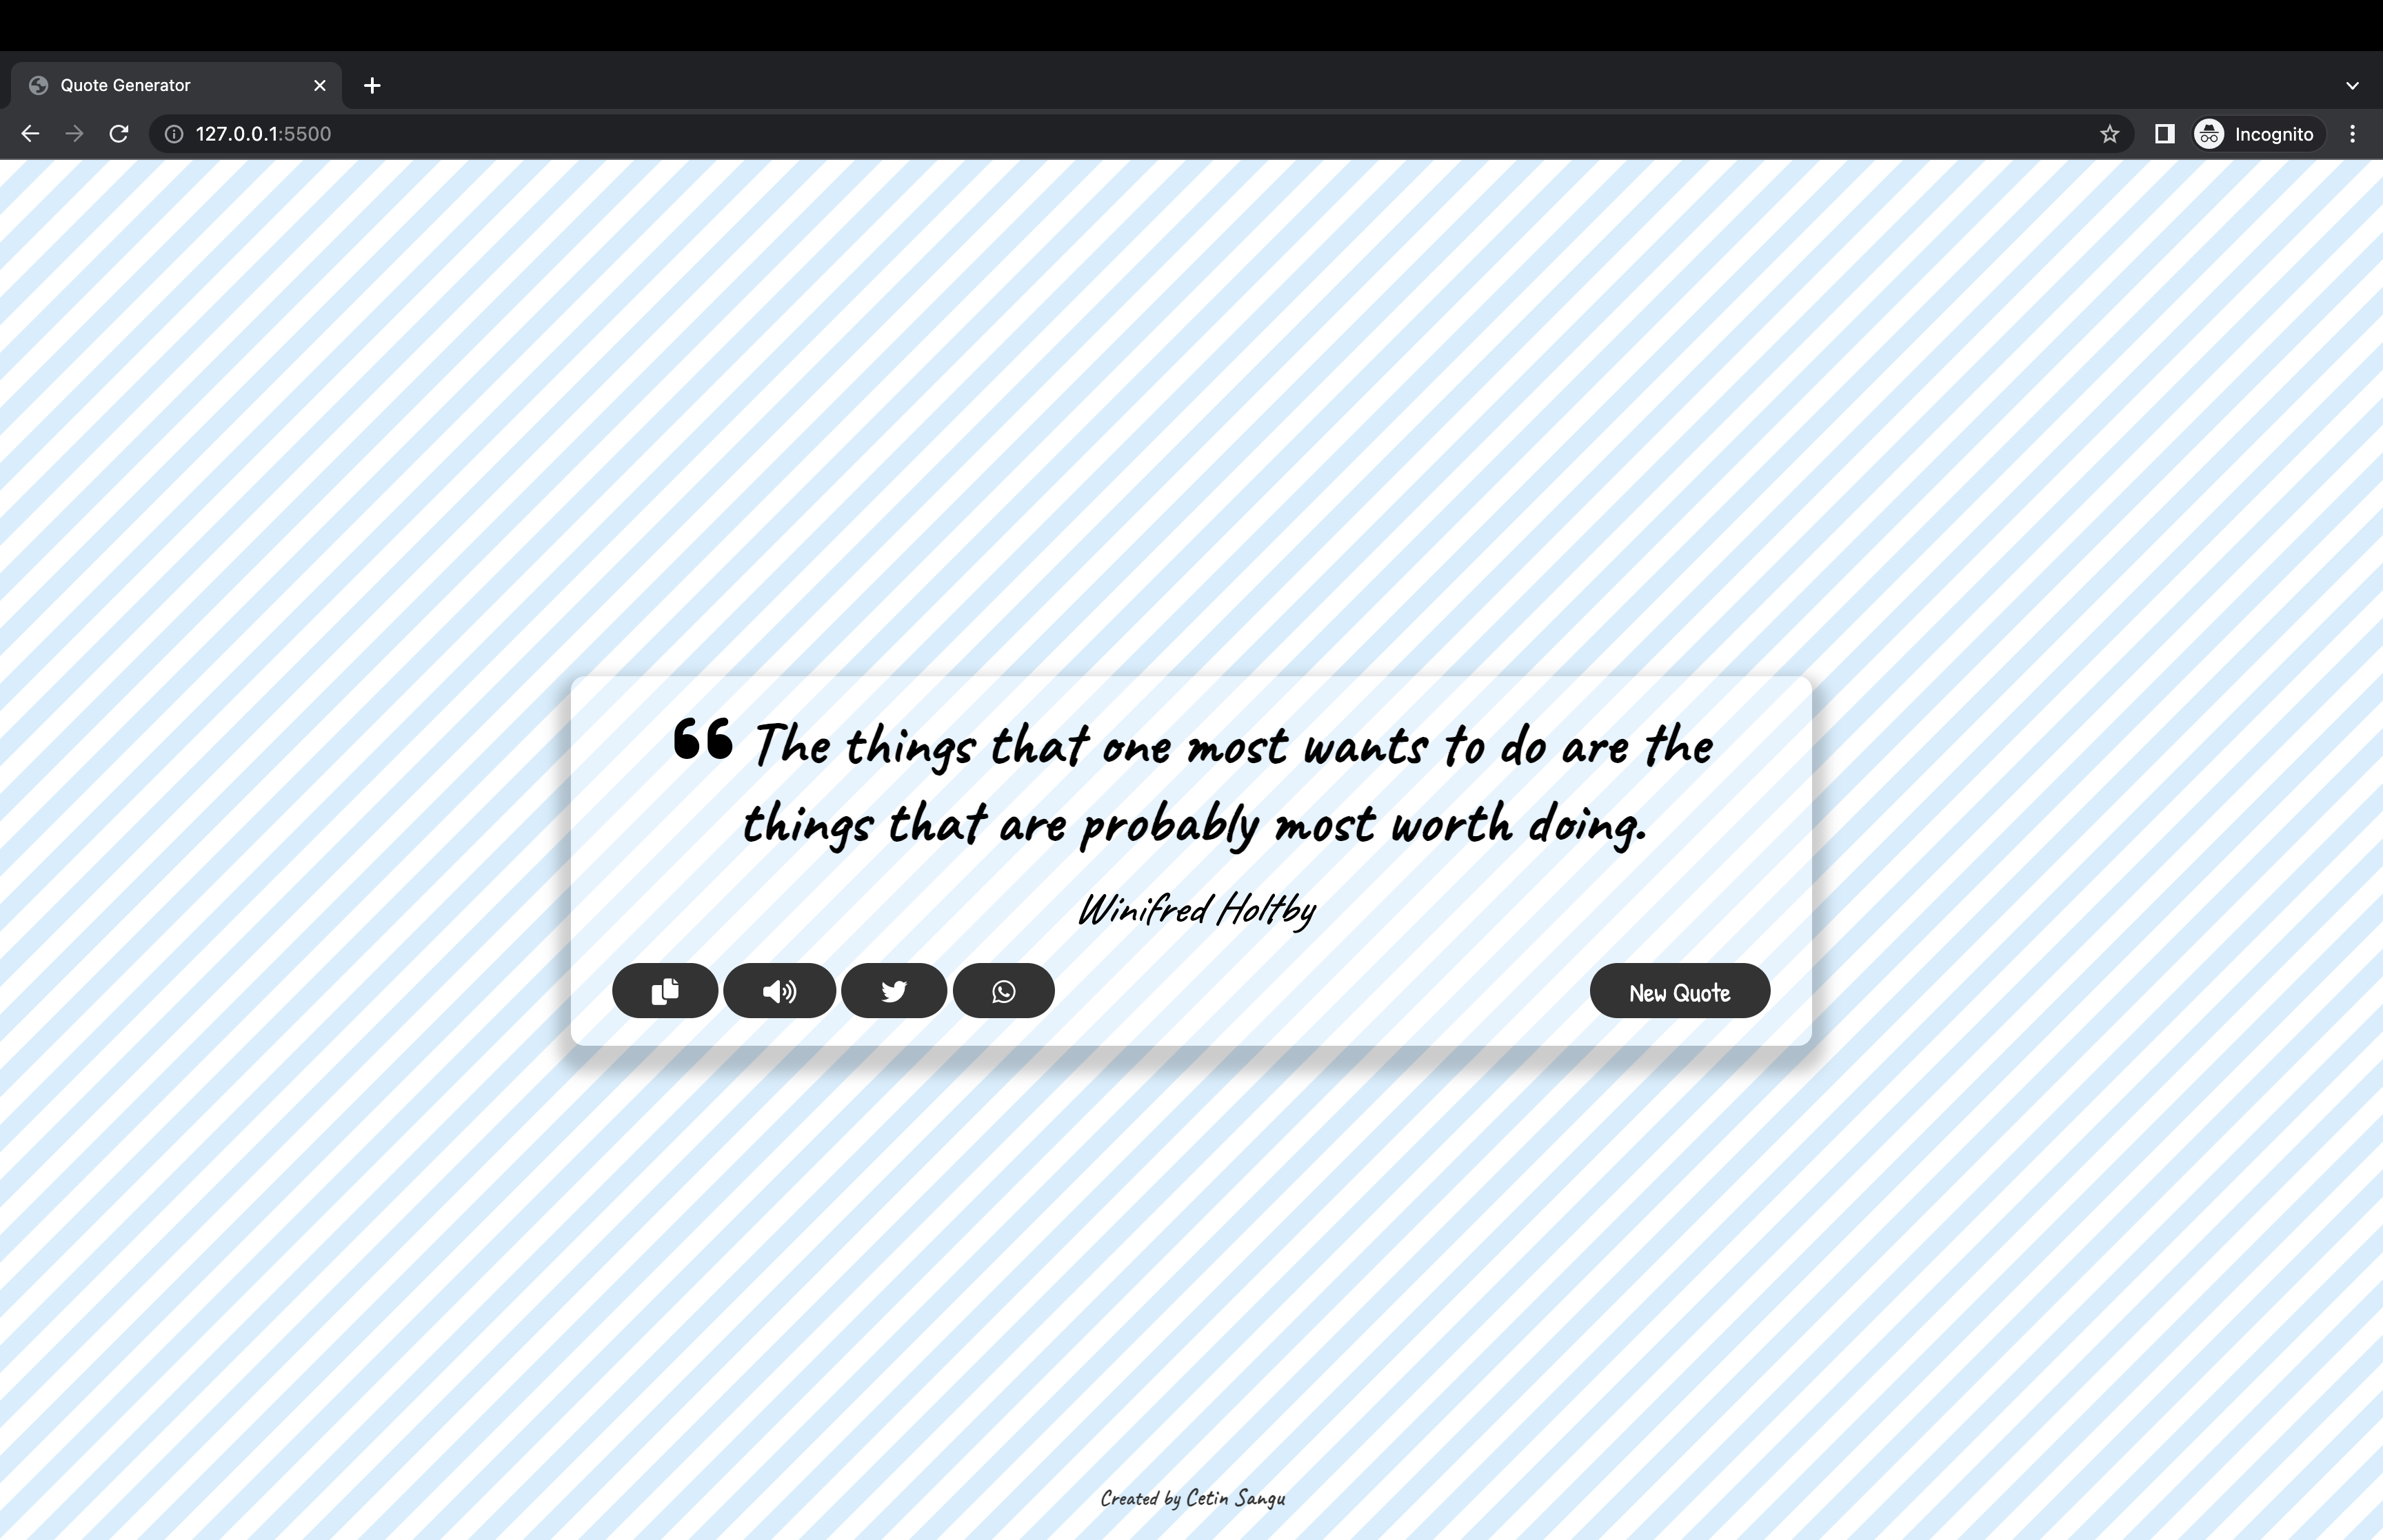 Quote Generator
127.0.0.1:5500
Incognito
❝ The things that one most wants to do are the
things that are probably most worth doing.
Winifred Holtby
New Quote
Created by Cetin Sangu